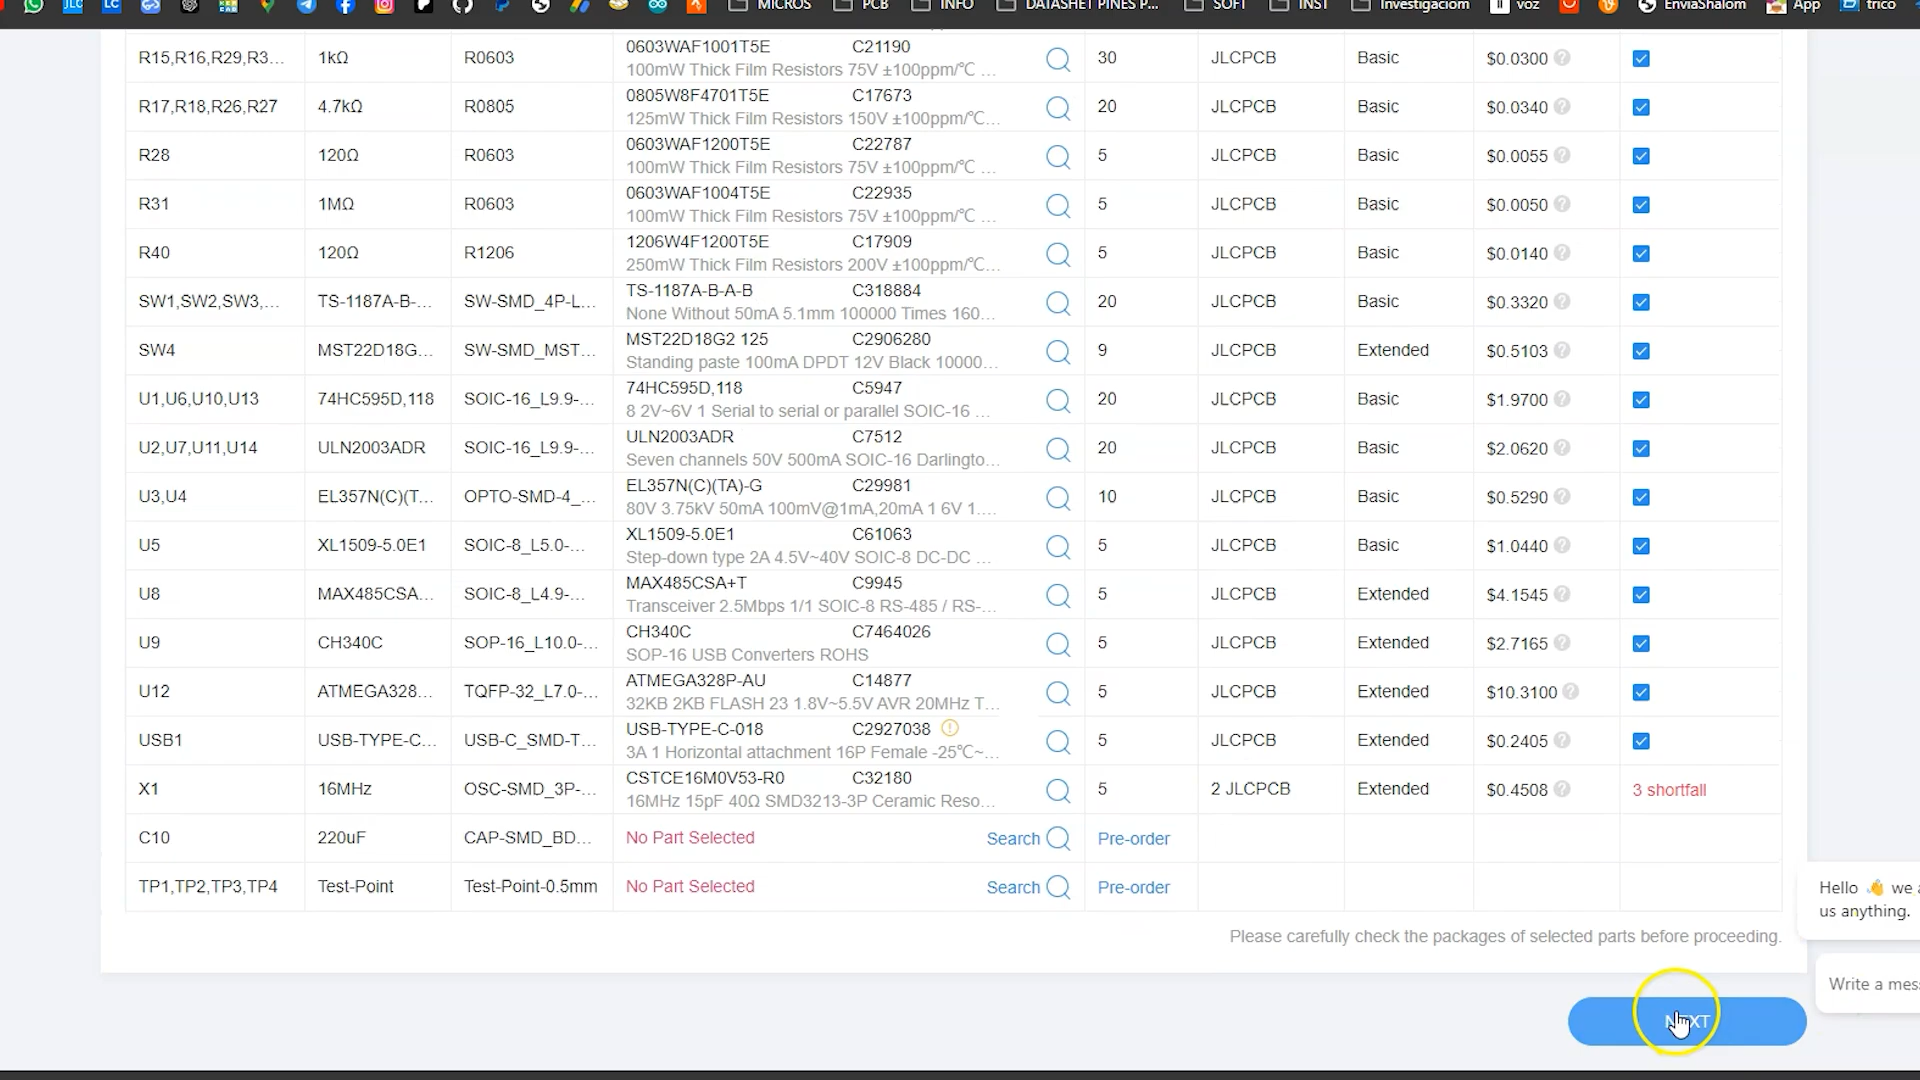 JLC LC MICROS PCB INFO DATASHET PINES P... SOFT INST Investigaciom voz EnviaShalom App trico
R15,R16,R29,R3... 1kΩ R0603 0603WAF1001T5E C21190 30 JLCPCB Basic $0.0300
100mW Thick Film Resistors 75V ±100ppm/℃ ...
R17,R18,R26,R27 4.7kΩ R0805 0805W8F4701T5E C17673 20 JLCPCB Basic $0.0340
125mW Thick Film Resistors 150V ±100ppm/℃...
R28 120Ω R0603 0603WAF1200T5E C22787 5 JLCPCB Basic $0.0055
100mW Thick Film Resistors 75V ±100ppm/℃ ...
R31 1MΩ R0603 0603WAF1004T5E C22935 5 JLCPCB Basic $0.0050
100mW Thick Film Resistors 75V ±100ppm/℃ ...
R40 120Ω R1206 1206W4F1200T5E C17909 5 JLCPCB Basic $0.0140
250mW Thick Film Resistors 200V ±100ppm/℃...
SW1,SW2,SW3,... TS-1187A-B-... SW-SMD_4P-L... TS-1187A-B-A-B C318884 20 JLCPCB Basic $0.3320
None Without 50mA 5.1mm 100000 Times 160...
SW4 MST22D18G... SW-SMD_MST... MST22D18G2 125 C2906280 9 JLCPCB Extended $0.5103
Standing paste 100mA DPDT 12V Black 10000...
U1,U6,U10,U13 74HC595D,118 SOIC-16_L9.9-... 74HC595D,118 C5947 20 JLCPCB Basic $1.9700
8 2V~6V 1 Serial to serial or parallel SOIC-16 ...
U2,U7,U11,U14 ULN2003ADR SOIC-16_L9.9-... ULN2003ADR C7512 20 JLCPCB Basic $2.0620
Seven channels 50V 500mA SOIC-16 Darlingto...
U3,U4 EL357N(C)(T... OPTO-SMD-4_... EL357N(C)(TA)-G C29981 10 JLCPCB Basic $0.5290
80V 3.75kV 50mA 100mV@1mA,20mA 1 6V 1....
U5 XL1509-5.0E1 SOIC-8_L5.0-... XL1509-5.0E1 C61063 5 JLCPCB Basic $1.0440
Step-down type 2A 4.5V~40V SOIC-8 DC-DC ...
U8 MAX485CSA... SOIC-8_L4.9-... MAX485CSA+T C9945 5 JLCPCB Extended $4.1545
Transceiver 2.5Mbps 1/1 SOIC-8 RS-485 / RS-...
U9 CH340C SOP-16_L10.0-... CH340C C7464026 5 JLCPCB Extended $2.7165
SOP-16 USB Converters ROHS
U12 ATMEGA328... TQFP-32_L7.0-... ATMEGA328P-AU C14877 5 JLCPCB Extended $10.3100
32KB 2KB FLASH 23 1.8V~5.5V AVR 20MHz T...
USB1 USB-TYPE-C... USB-C_SMD-T... USB-TYPE-C-018 C2927038 5 JLCPCB Extended $0.2405
3A 1 Horizontal attachment 16P Female -25℃~...
X1 16MHz OSC-SMD_3P-... CSTCE16M0V53-R0 C32180 5 2 JLCPCB Extended $0.4508 3 shortfall
16MHz 15pF 40Ω SMD3213-3P Ceramic Reso...
C10 220uF CAP-SMD_BD... No Part Selected Search Pre-order
TP1,TP2,TP3,TP4 Test-Point Test-Point-0.5mm No Part Selected Search Pre-order
Hello 👋 we a
us anything.
Please carefully check the packages of selected parts before proceeding.
Write a mess
NEXT